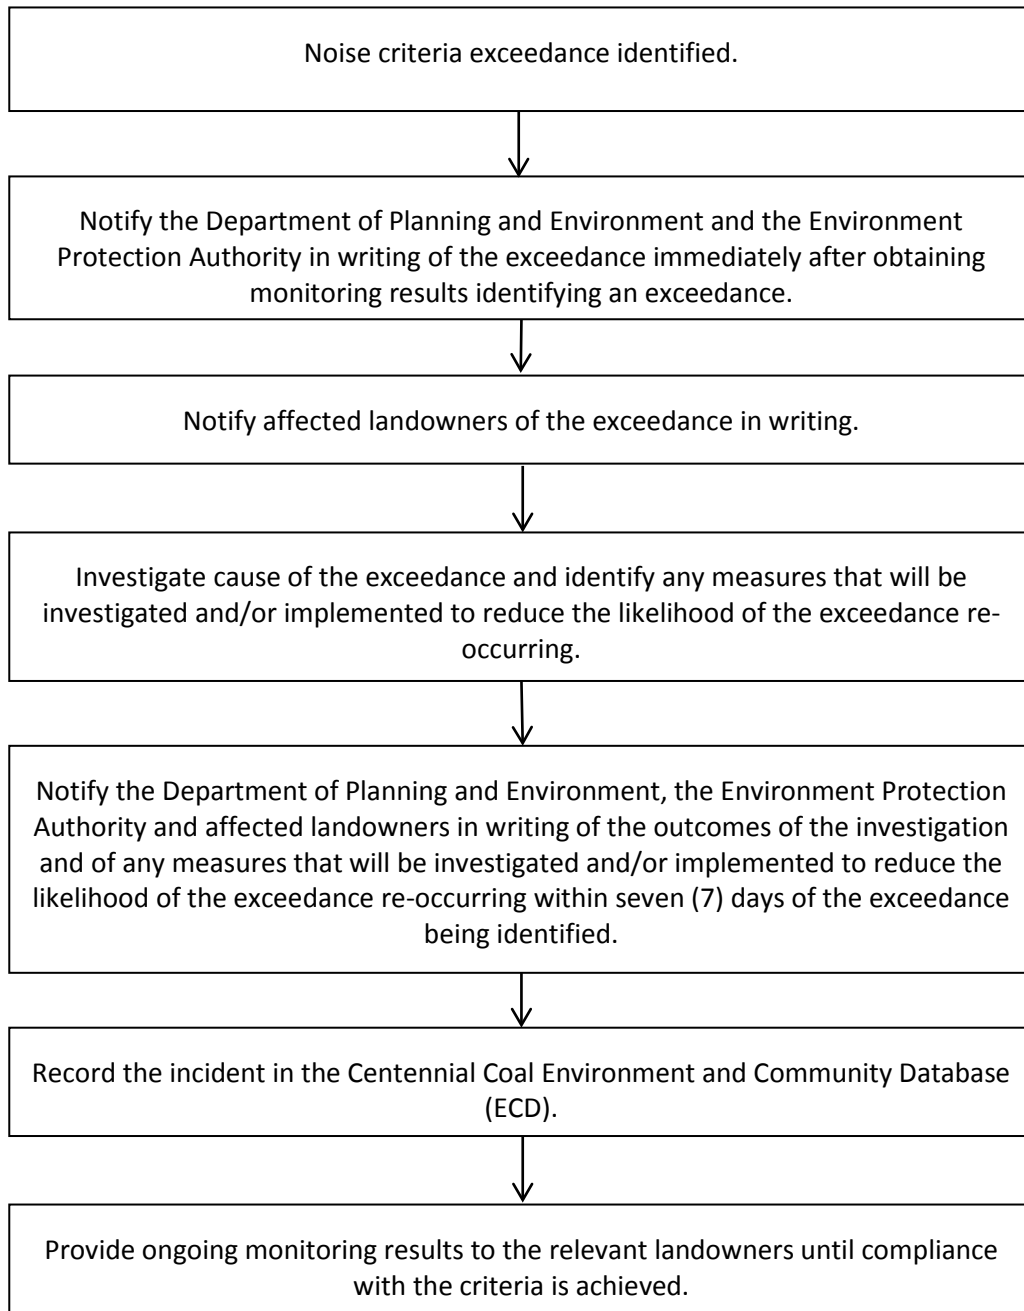 Noise criteria exceedance identified.
Notify the Department of Planning and Environment and the Environment
Protection Authority in writing of the exceedance immediately after obtaining
monitoring results identifying an exceedance.
Notify affected landowners of the exceedance in writing.
Investigate cause of the exceedance and identify any measures that will be
investigated and/or implemented to reduce the likelihood of the exceedance re-
occurring.
Notify the Department of Planning and Environment, the Environment Protection
Authority and affected landowners in writing of the outcomes of the investigation
and of any measures that will be investigated and/or implemented to reduce the
likelihood of the exceedance re-occurring within seven (7) days of the exceedance
being identified.
Record the incident in the Centennial Coal Environment and Community Database
(ECD).
Provide ongoing monitoring results to the relevant landowners until compliance
with the criteria is achieved.